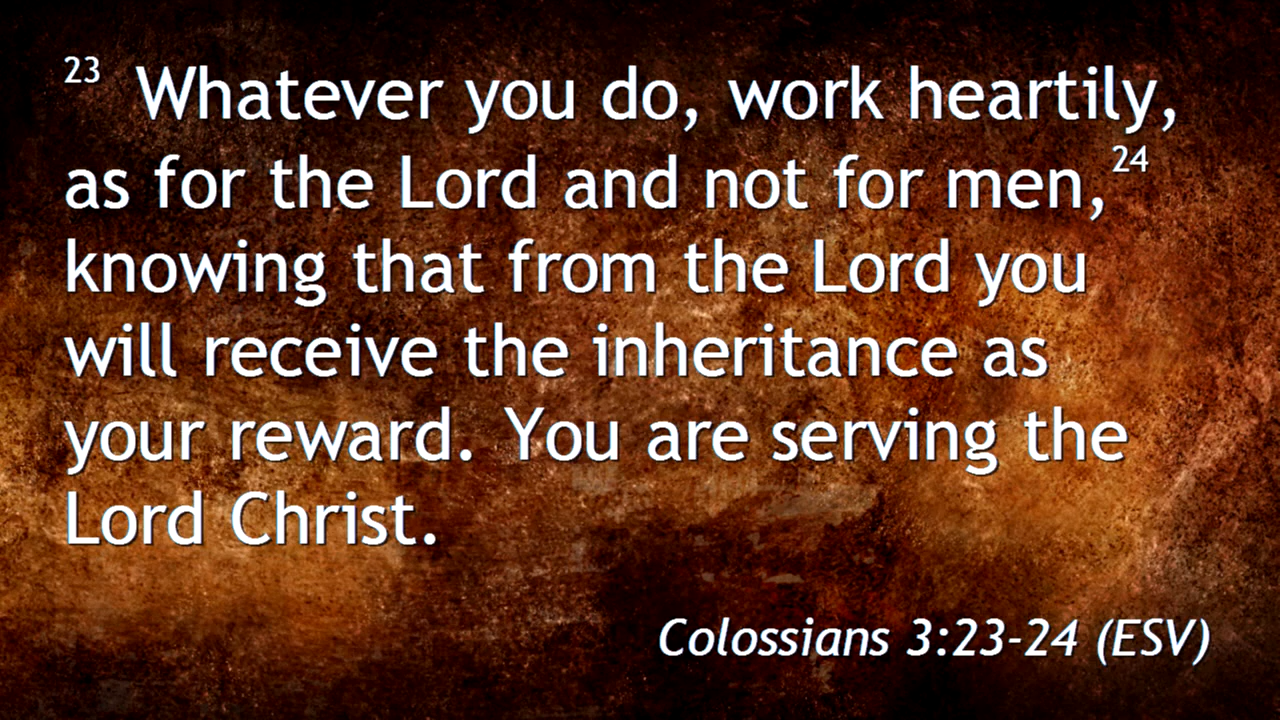 23 Whatever you do, work heartily,
as for the Lord and not for men,24
knowing that from the Lord you
will receive the inheritance as
your reward. You are serving the
Lord Christ.
Colossians 3:23-24 (ESV)